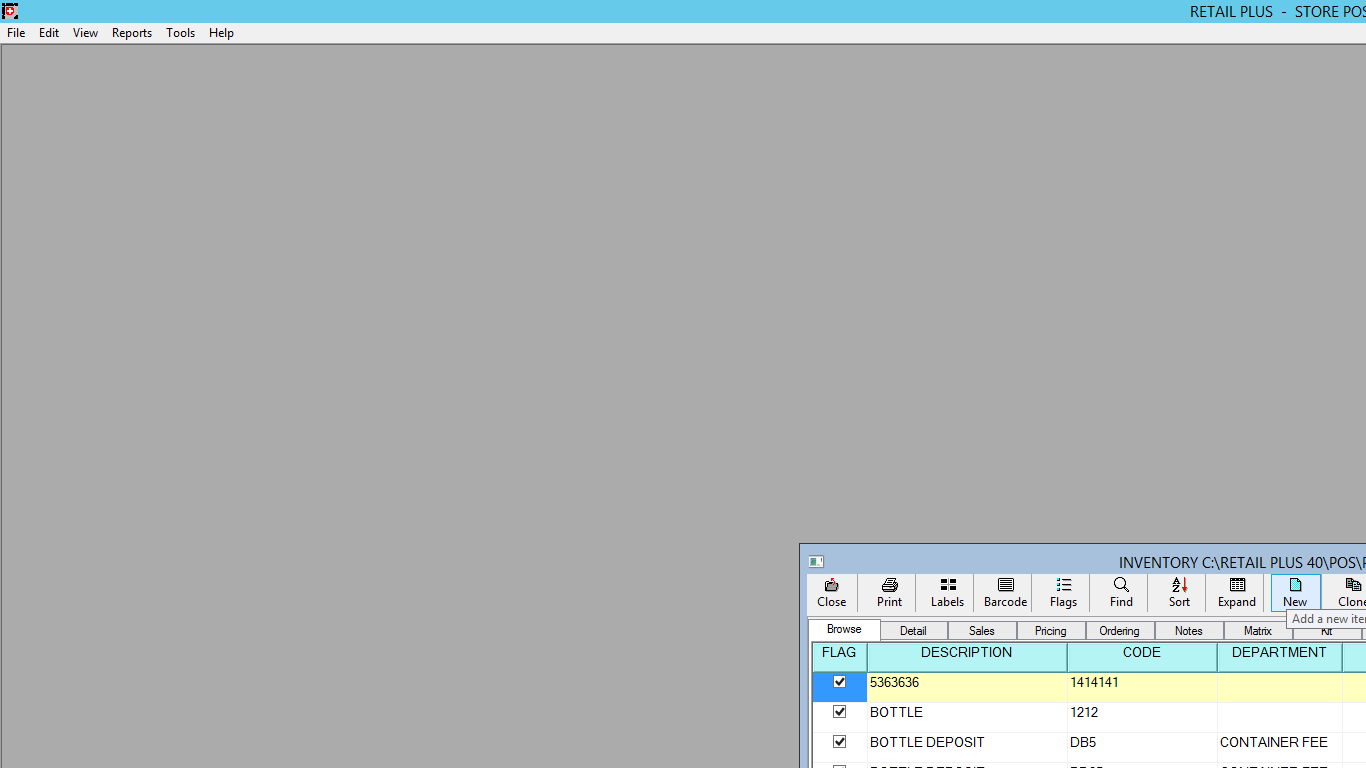 RETAIL PLUS - STORE POS
File Edit View Reports Tools Help
INVENTORY C:\RETAIL PLUS 40\POS\
Close Print Labels Barcode Flags Find Sort Expand New Clone
Add a new ite
Browse Detail Sales Pricing Ordering Notes Matrix Kit
FLAG DESCRIPTION CODE DEPARTMENT
5363636 1414141
BOTTLE 1212
BOTTLE DEPOSIT DB5 CONTAINER FEE